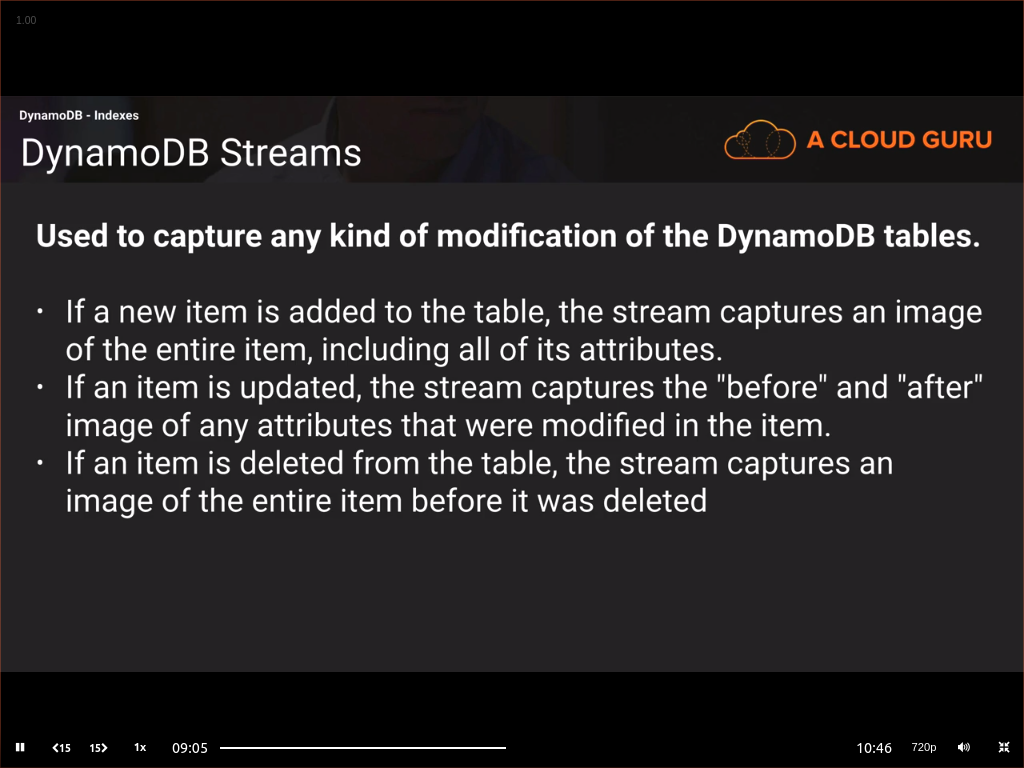 1.00
DynamoDB - Indexes
DynamoDB Streams
A CLOUD GURU
Used to capture any kind of modification of the DynamoDB tables.
• If a new item is added to the table, the stream captures an image
of the entire item, including all of its attributes.
• If an item is updated, the stream captures the "before" and "after"
image of any attributes that were modified in the item.
• If an item is deleted from the table, the stream captures an
image of the entire item before it was deleted
15 15 1x 09:05 10:46 720p